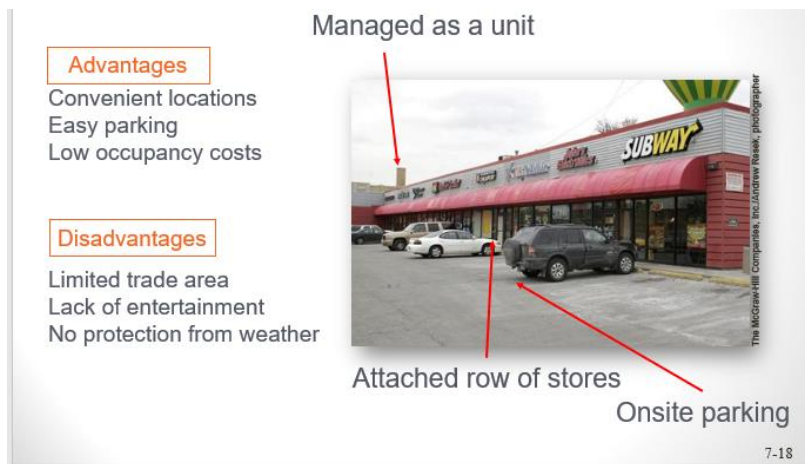 Managed as a unit
Advantages
Convenient locations
Easy parking
Low occupancy costs
Disadvantages
Limited trade area
Lack of entertainment
No protection from weather
SUBWAY
The McGraw-Hill Companies, Inc./Andrew Resek, photographer
Attached row of stores
Onsite parking
7-18